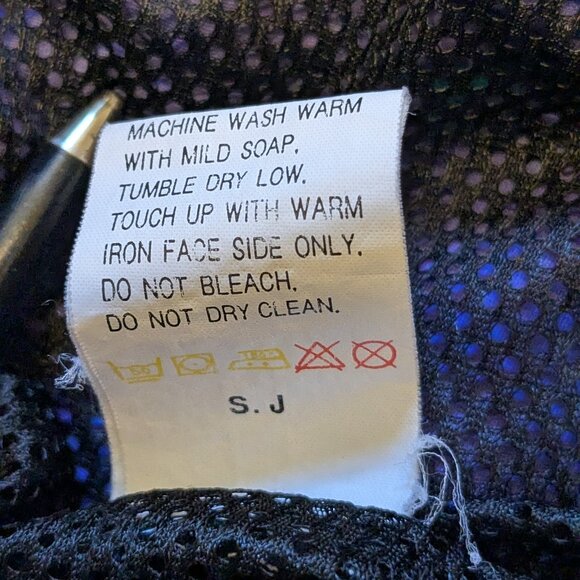 MACHINE WASH WARM
WITH MILD SOAP.
TUMBLE DRY LOW.
TOUCH UP WITH WARM
IRON FACE SIDE ONLY.
DO NOT BLEACH.
DO NOT DRY CLEAN.
S. J